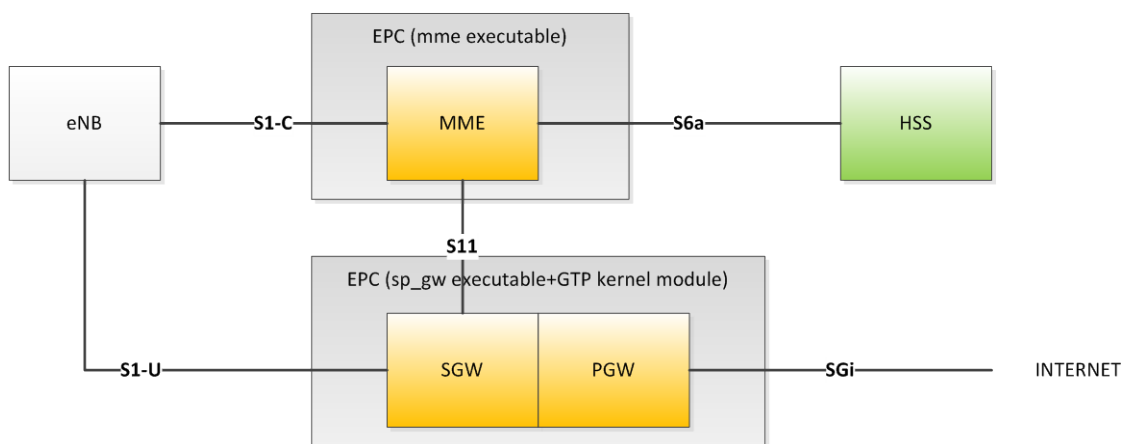 EPC (mme executable)
eNB
S1-C
MME
S6a
HSS
S11
EPC (sp_gw executable+GTP kernel module)
S1-U
SGW
PGW
SGi
INTERNET